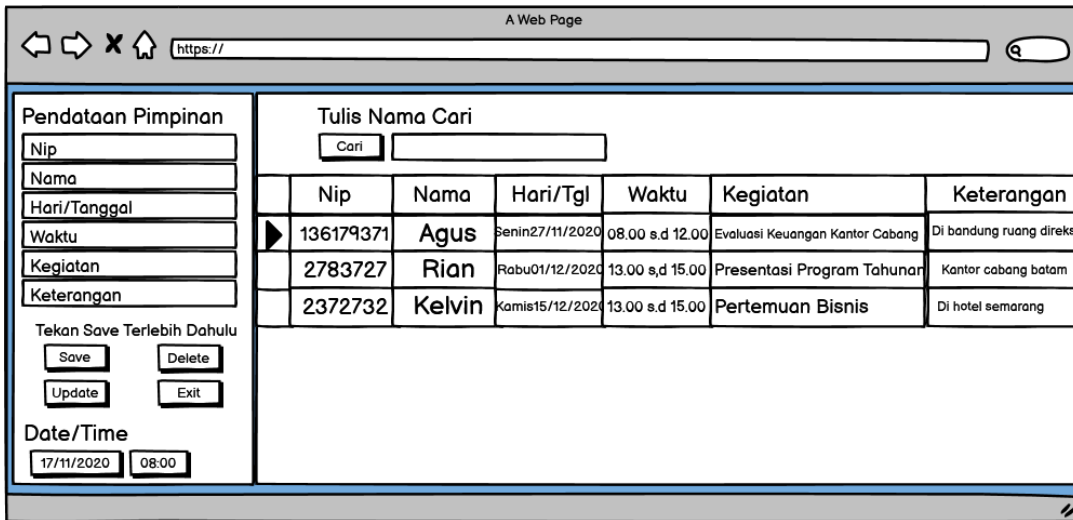 A Web Page
https://
Pendataan Pimpinan
Nip
Nama
Hari/Tanggal
Waktu
Kegiatan
Keterangan
Tekan Save Terlebih Dahulu
Save Delete
Update Exit
Date/Time
17/11/2020 08:00
Tulis Nama Cari
Cari
Nip Nama Hari/Tgl Waktu Kegiatan Keterangan
136179371 Agus Senin27/11/2020 08.00 s.d 12.00 Evaluasi Keuangan Kantor Cabang Di bandung ruang direks
2783727 Rian Rabu01/12/2020 13.00 s,d 15.00 Presentasi Program Tahunan Kantor cabang batam
2372732 Kelvin Kamis15/12/2020 13.00 s.d 15.00 Pertemuan Bisnis Di hotel semarang